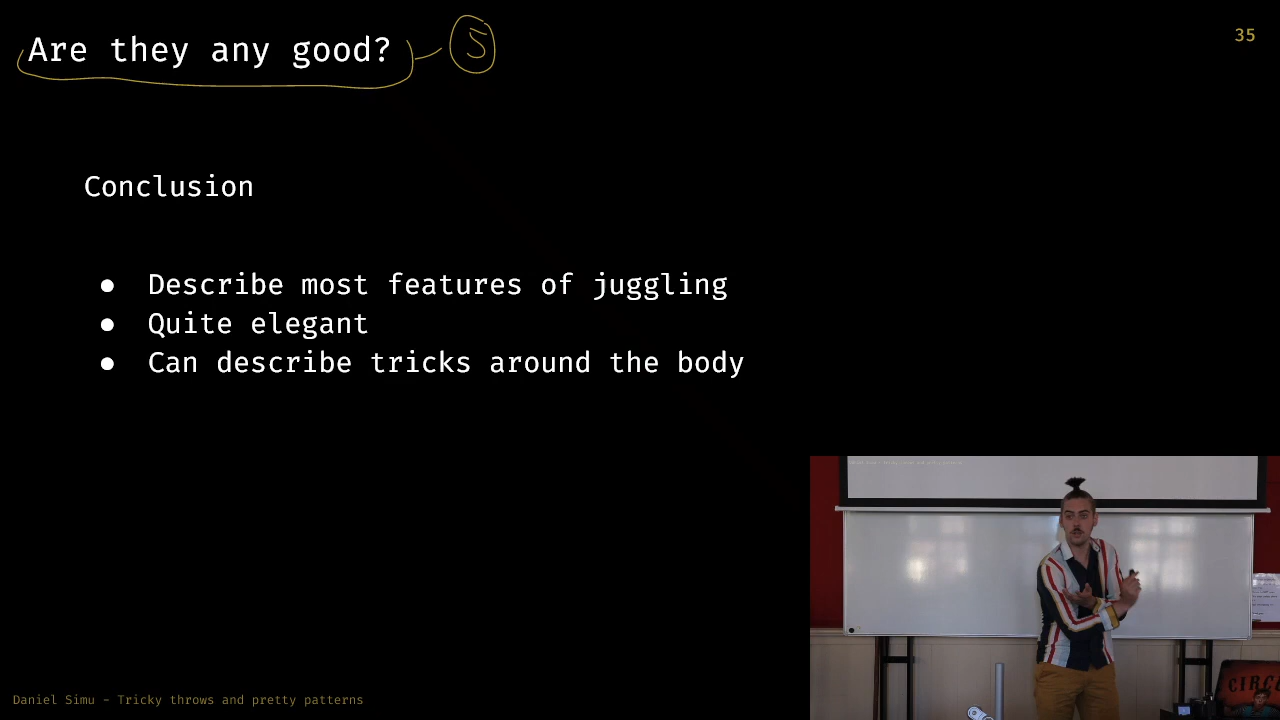 Are they any good?
5
35
Conclusion
● Describe most features of juggling
● Quite elegant
● Can describe tricks around the body
Daniel Simu – Tricky throws and pretty patterns